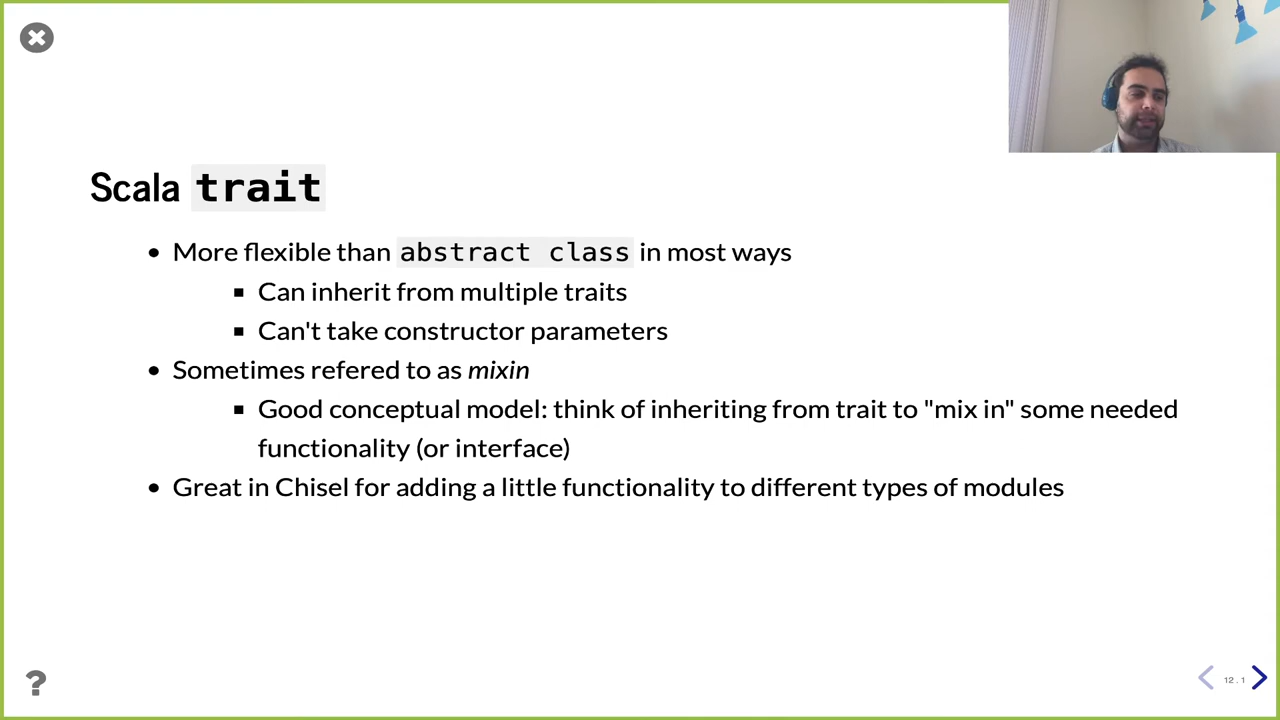 Scala trait
More flexible than abstract class in most ways
Can inherit from multiple traits
Can't take constructor parameters
Sometimes refered to as mixin
Good conceptual model: think of inheriting from trait to "mix in" some needed
functionality (or interface)
Great in Chisel for adding a little functionality to different types of modules
?
12.1